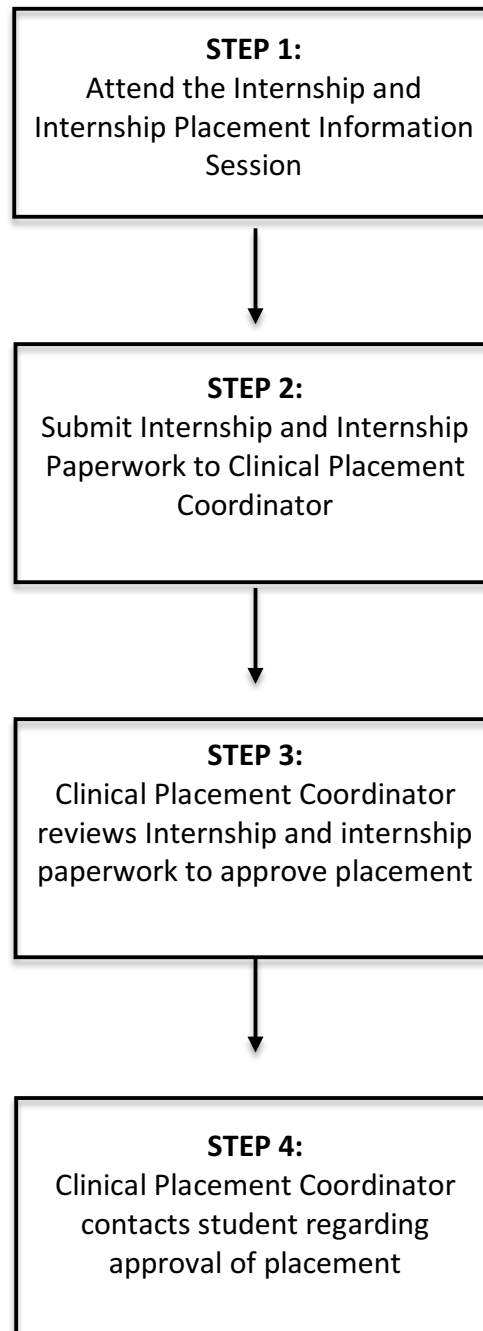 STEP 1:
Attend the Internship and
Internship Placement Information
Session
STEP 2:
Submit Internship and Internship
Paperwork to Clinical Placement
Coordinator
STEP 3:
Clinical Placement Coordinator
reviews Internship and internship
paperwork to approve placement
STEP 4:
Clinical Placement Coordinator
contacts student regarding
approval of placement